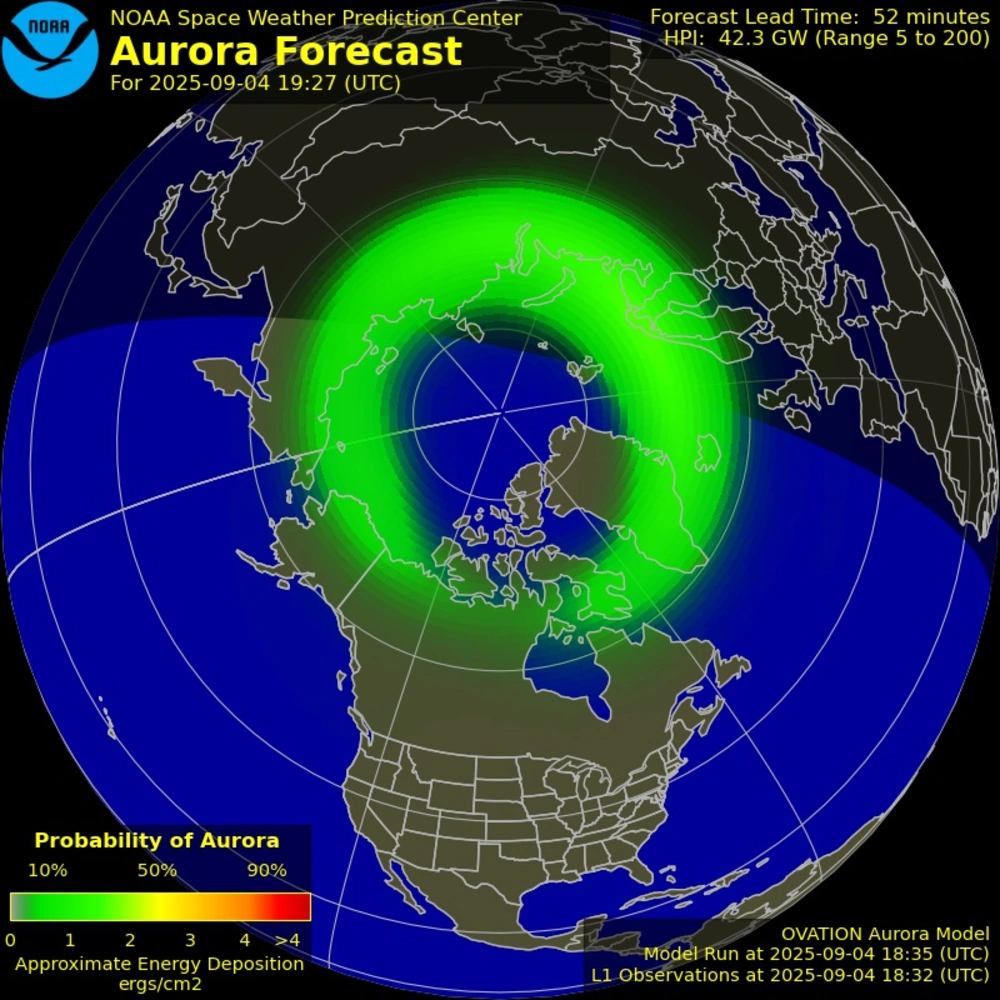 NOAA
NOAA Space Weather Prediction Center
Aurora Forecast
For 2025-09-04 19:27 (UTC)
Forecast Lead Time: 52 minutes
HPI: 42.3 GW (Range 5 to 200)
Probability of Aurora
10% 50% 90%
0 1 2 3 4 >4
Approximate Energy Deposition
ergs/cm2
OVATION Aurora Model
Model Run at 2025-09-04 18:35 (UTC)
L1 Observations at 2025-09-04 18:32 (UTC)